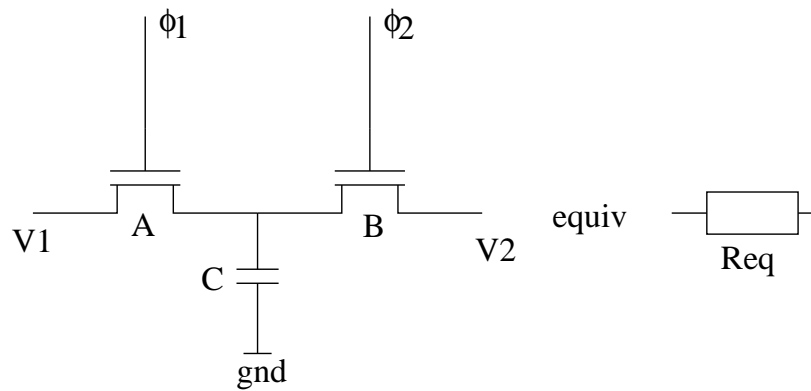 ϕ1
ϕ2
A
B
V1
V2
equiv
Req
C
gnd